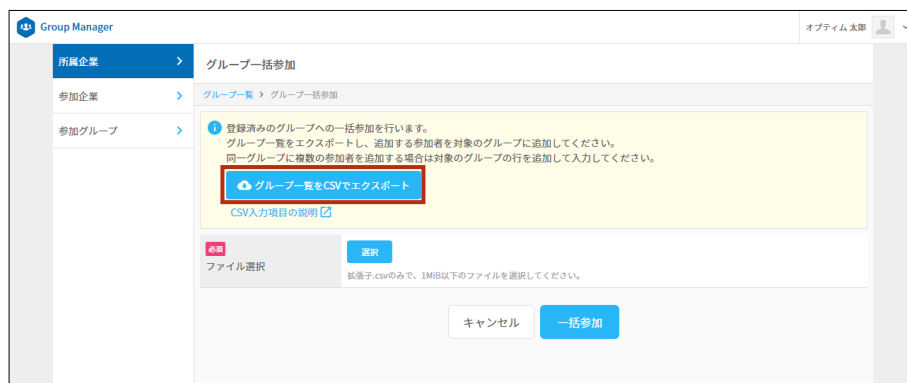 Group Manager
オプティム 太郎
所属企業
参加企業
参加グループ
グループ一括参加
グループ一覧 > グループ一括参加
登録済みのグループへの一括参加を行います。
グループ一覧をエクスポートし、追加する参加者を対象のグループに追加してください。
同一グループに複数の参加者を追加する場合は対象のグループの行を追加して入力してください。
グループ一覧をCSVでエクスポート
CSV入力項目の説明
必須
ファイル選択
選択
拡張子.csvのみで、1MiB以下のファイルを選択してください。
キャンセル
一括参加